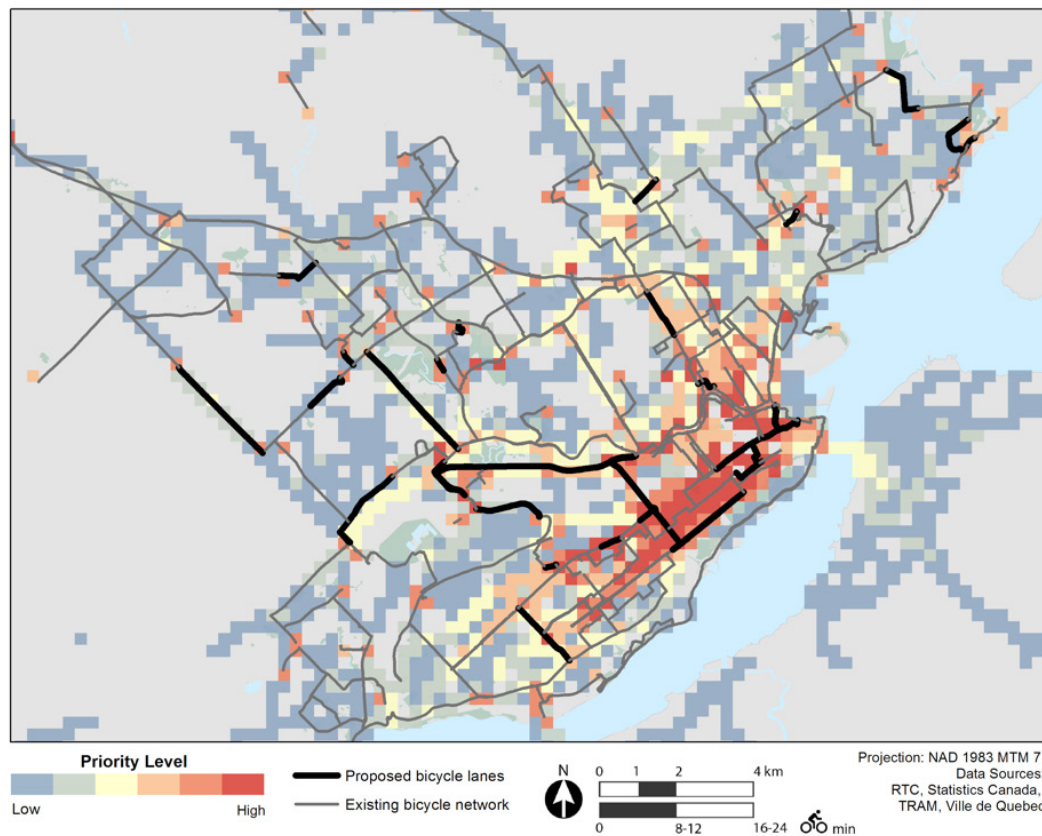 Priority Level
Low
High
Proposed bicycle lanes
Existing bicycle network
N
0 1 2 4 km
0 8-12 16-24 min
Projection: NAD 1983 MTM 7
Data Sources
RTC, Statistics Canada,
TRAM, Ville de Quebec